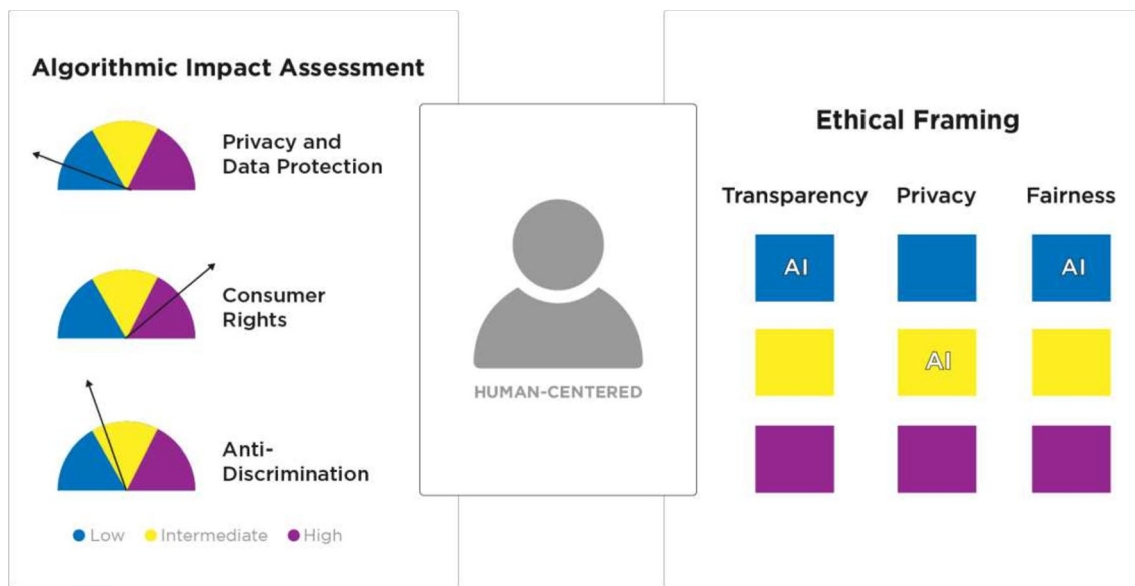 Algorithmic Impact Assessment
Privacy and
Data Protection
Consumer
Rights
Anti-
Discrimination
Low Intermediate High
HUMAN-CENTERED
Ethical Framing
Transparency Privacy Fairness
AI AI
AI